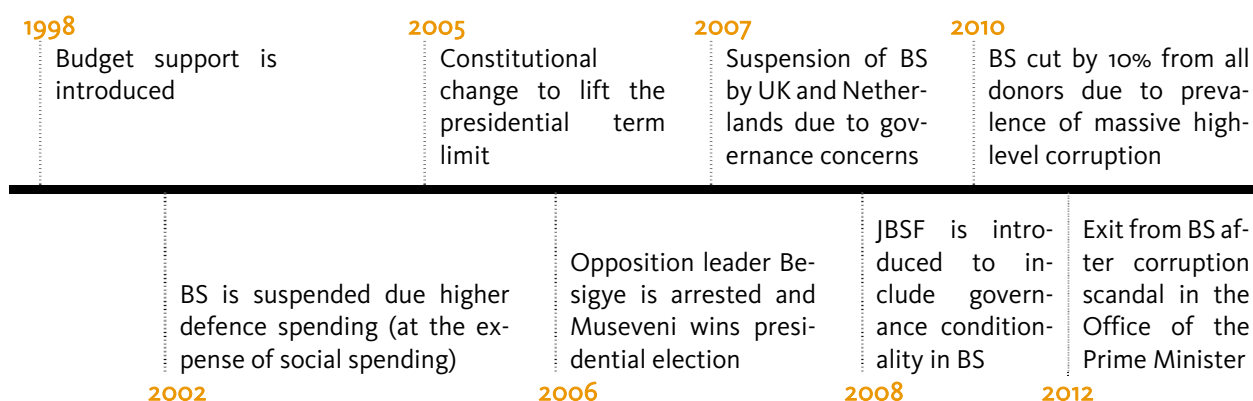 1998
Budget support is
introduced
2005
Constitutional
change to lift the
presidential term
limit
2007
Suspension of BS
by UK and Nether-
lands due to gov-
ernance concerns
2010
BS cut by 10% from all
donors due to preva-
lence of massive high-
level corruption
BS is suspended due higher
defence spending (at the ex-
pense of social spending)
2002
Opposition leader Be-
sigye is arrested and
Museveni wins presi-
dential election
2006
JBSF is intro-
duced to in-
clude govern-
ance condition-
ality in BS
2008
Exit from BS af-
ter corruption
scandal in the
Office of the
Prime Minister
2012